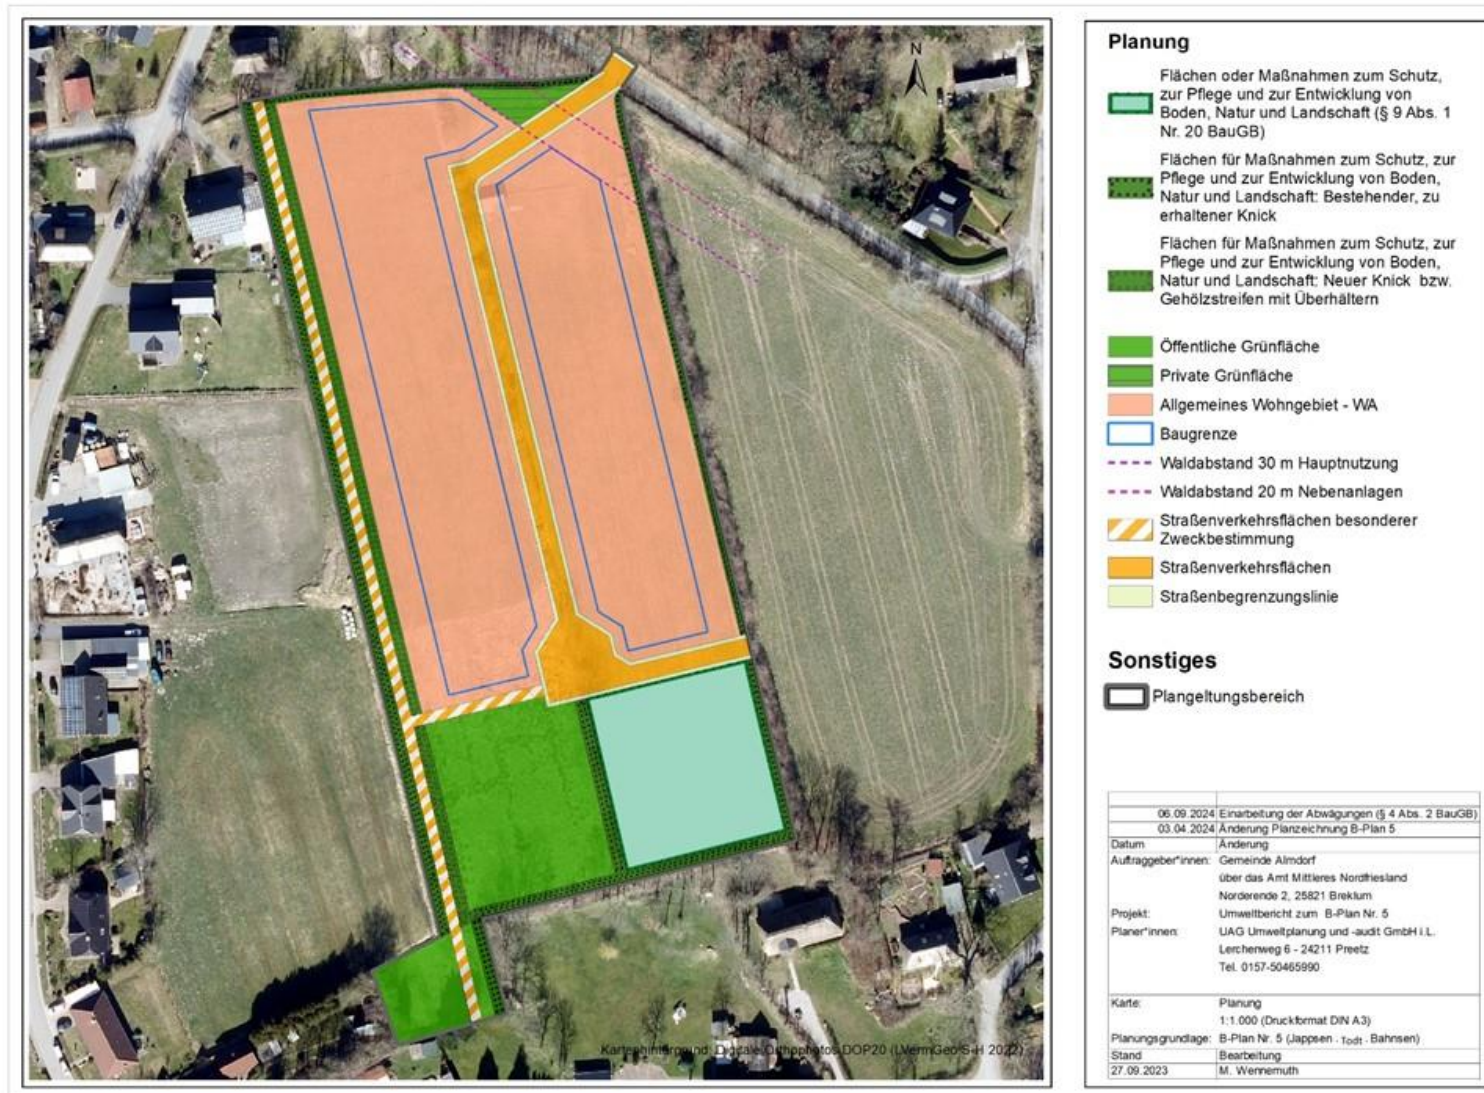 N
Kartenhintergrund: Digitale Orthophotos DOP20 (LVermGeo S-H 2022)
Planung
Flächen oder Maßnahmen zum Schutz,
zur Pflege und zur Entwicklung von
Boden, Natur und Landschaft (§ 9 Abs. 1
Nr. 20 BauGB)
Flächen für Maßnahmen zum Schutz, zur
Pflege und zur Entwicklung von Boden,
Natur und Landschaft: Bestehender, zu
erhaltener Knick
Flächen für Maßnahmen zum Schutz, zur
Pflege und zur Entwicklung von Boden,
Natur und Landschaft: Neuer Knick bzw.
Gehölzstreifen mit Überhältern
Öffentliche Grünfläche
Private Grünfläche
Allgemeines Wohngebiet - WA
Baugrenze
Waldabstand 30 m Hauptnutzung
Waldabstand 20 m Nebenanlagen
Straßenverkehrsflächen besonderer
Zweckbestimmung
Straßenverkehrsflächen
Straßenbegrenzungslinie
Sonstiges
Plangeltungsbereich
06.09.2024 Einarbeitung der Abwägungen (§ 4 Abs. 2 BauGB)
03.04.2024 Änderung Planzeichnung B-Plan 5
Datum Änderung
Auftraggeber*innen: Gemeinde Almdorf
über das Amt Mittleres Nordfriesland
Norderende 2, 25821 Breklum
Projekt: Umweltbericht zum B-Plan Nr. 5
Planer*innen: UAG Umweltplanung und -audit GmbH i.L.
Lerchenweg 6 - 24211 Preetz
Tel. 0157-50465990
Karte: Planung
1:1.000 (Druckformat DIN A3)
Planungsgrundlage: B-Plan Nr. 5 (Jappsen - Todt - Bahnsen)
Stand Bearbeitung
27.09.2023 M. Wennemuth